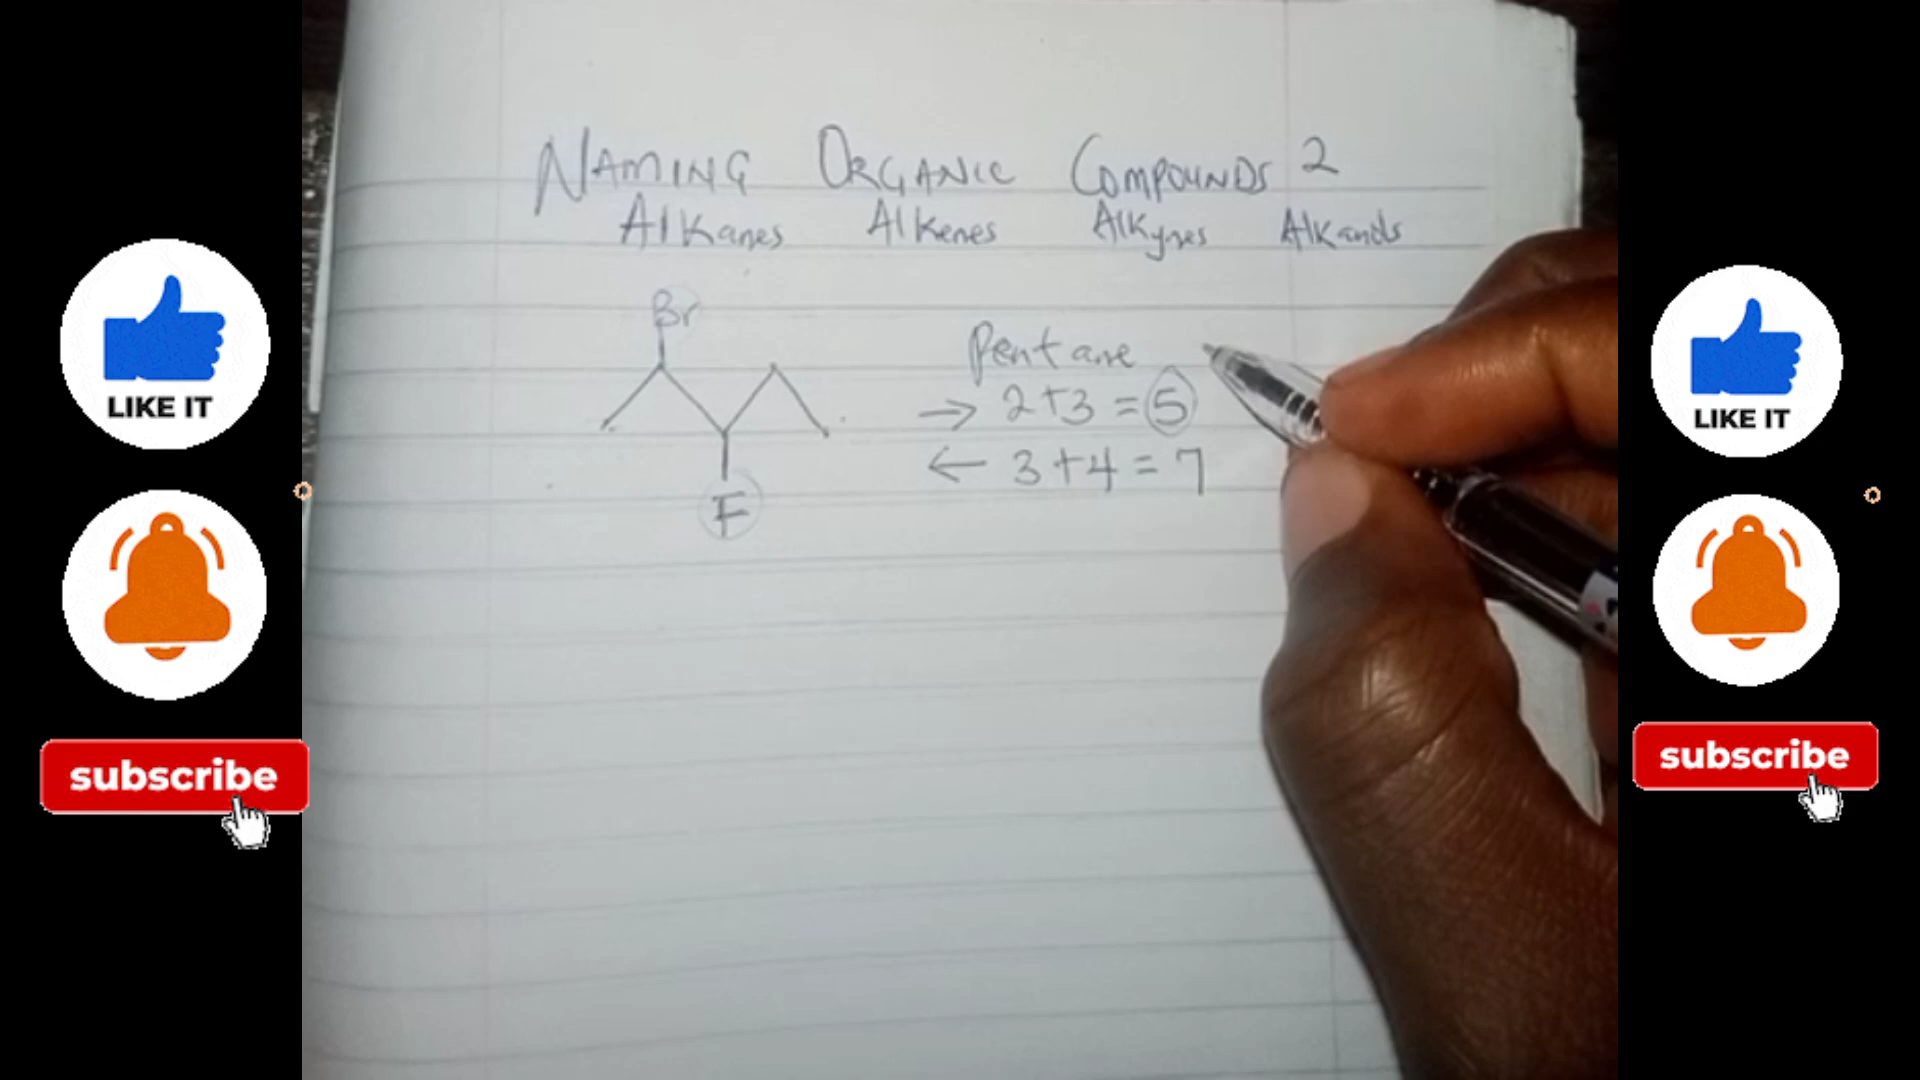 NAMING ORGANIC COMPOUNDS 2
Alkanes Alkenes Alkynes Alkanols
Br
Pentane
→ 2+3 = 5
← 3+4 = 7
F
LIKE IT
subscribe
LIKE IT
subscribe